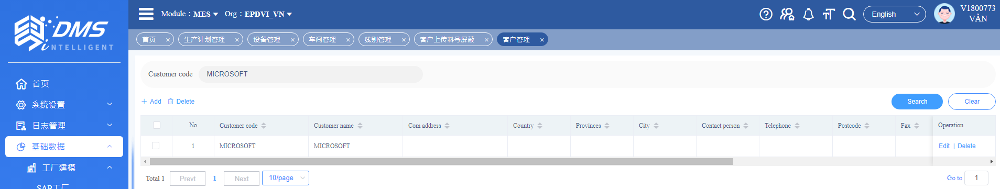 DMS
iNTELLIGENT
首页
系统设置
日志管理
基础数据
工厂建模
SAP工厂
Module : MES Org : EPDVI_VN
English
V1800773
VÂN
首页 × 生产计划管理 × 设备管理 × 车间管理 × 线别管理 × 客户上传料号屏蔽 × 客户管理 ×
Customer code MICROSOFT
+ Add Delete Search Clear
No Customer code Customer name Com address Country Provinces City Contact person Telephone Postcode Fax Operation
1 MICROSOFT MICROSOFT Edit | Delete
Total 1 Prevt 1 Next 10/page Go to 1